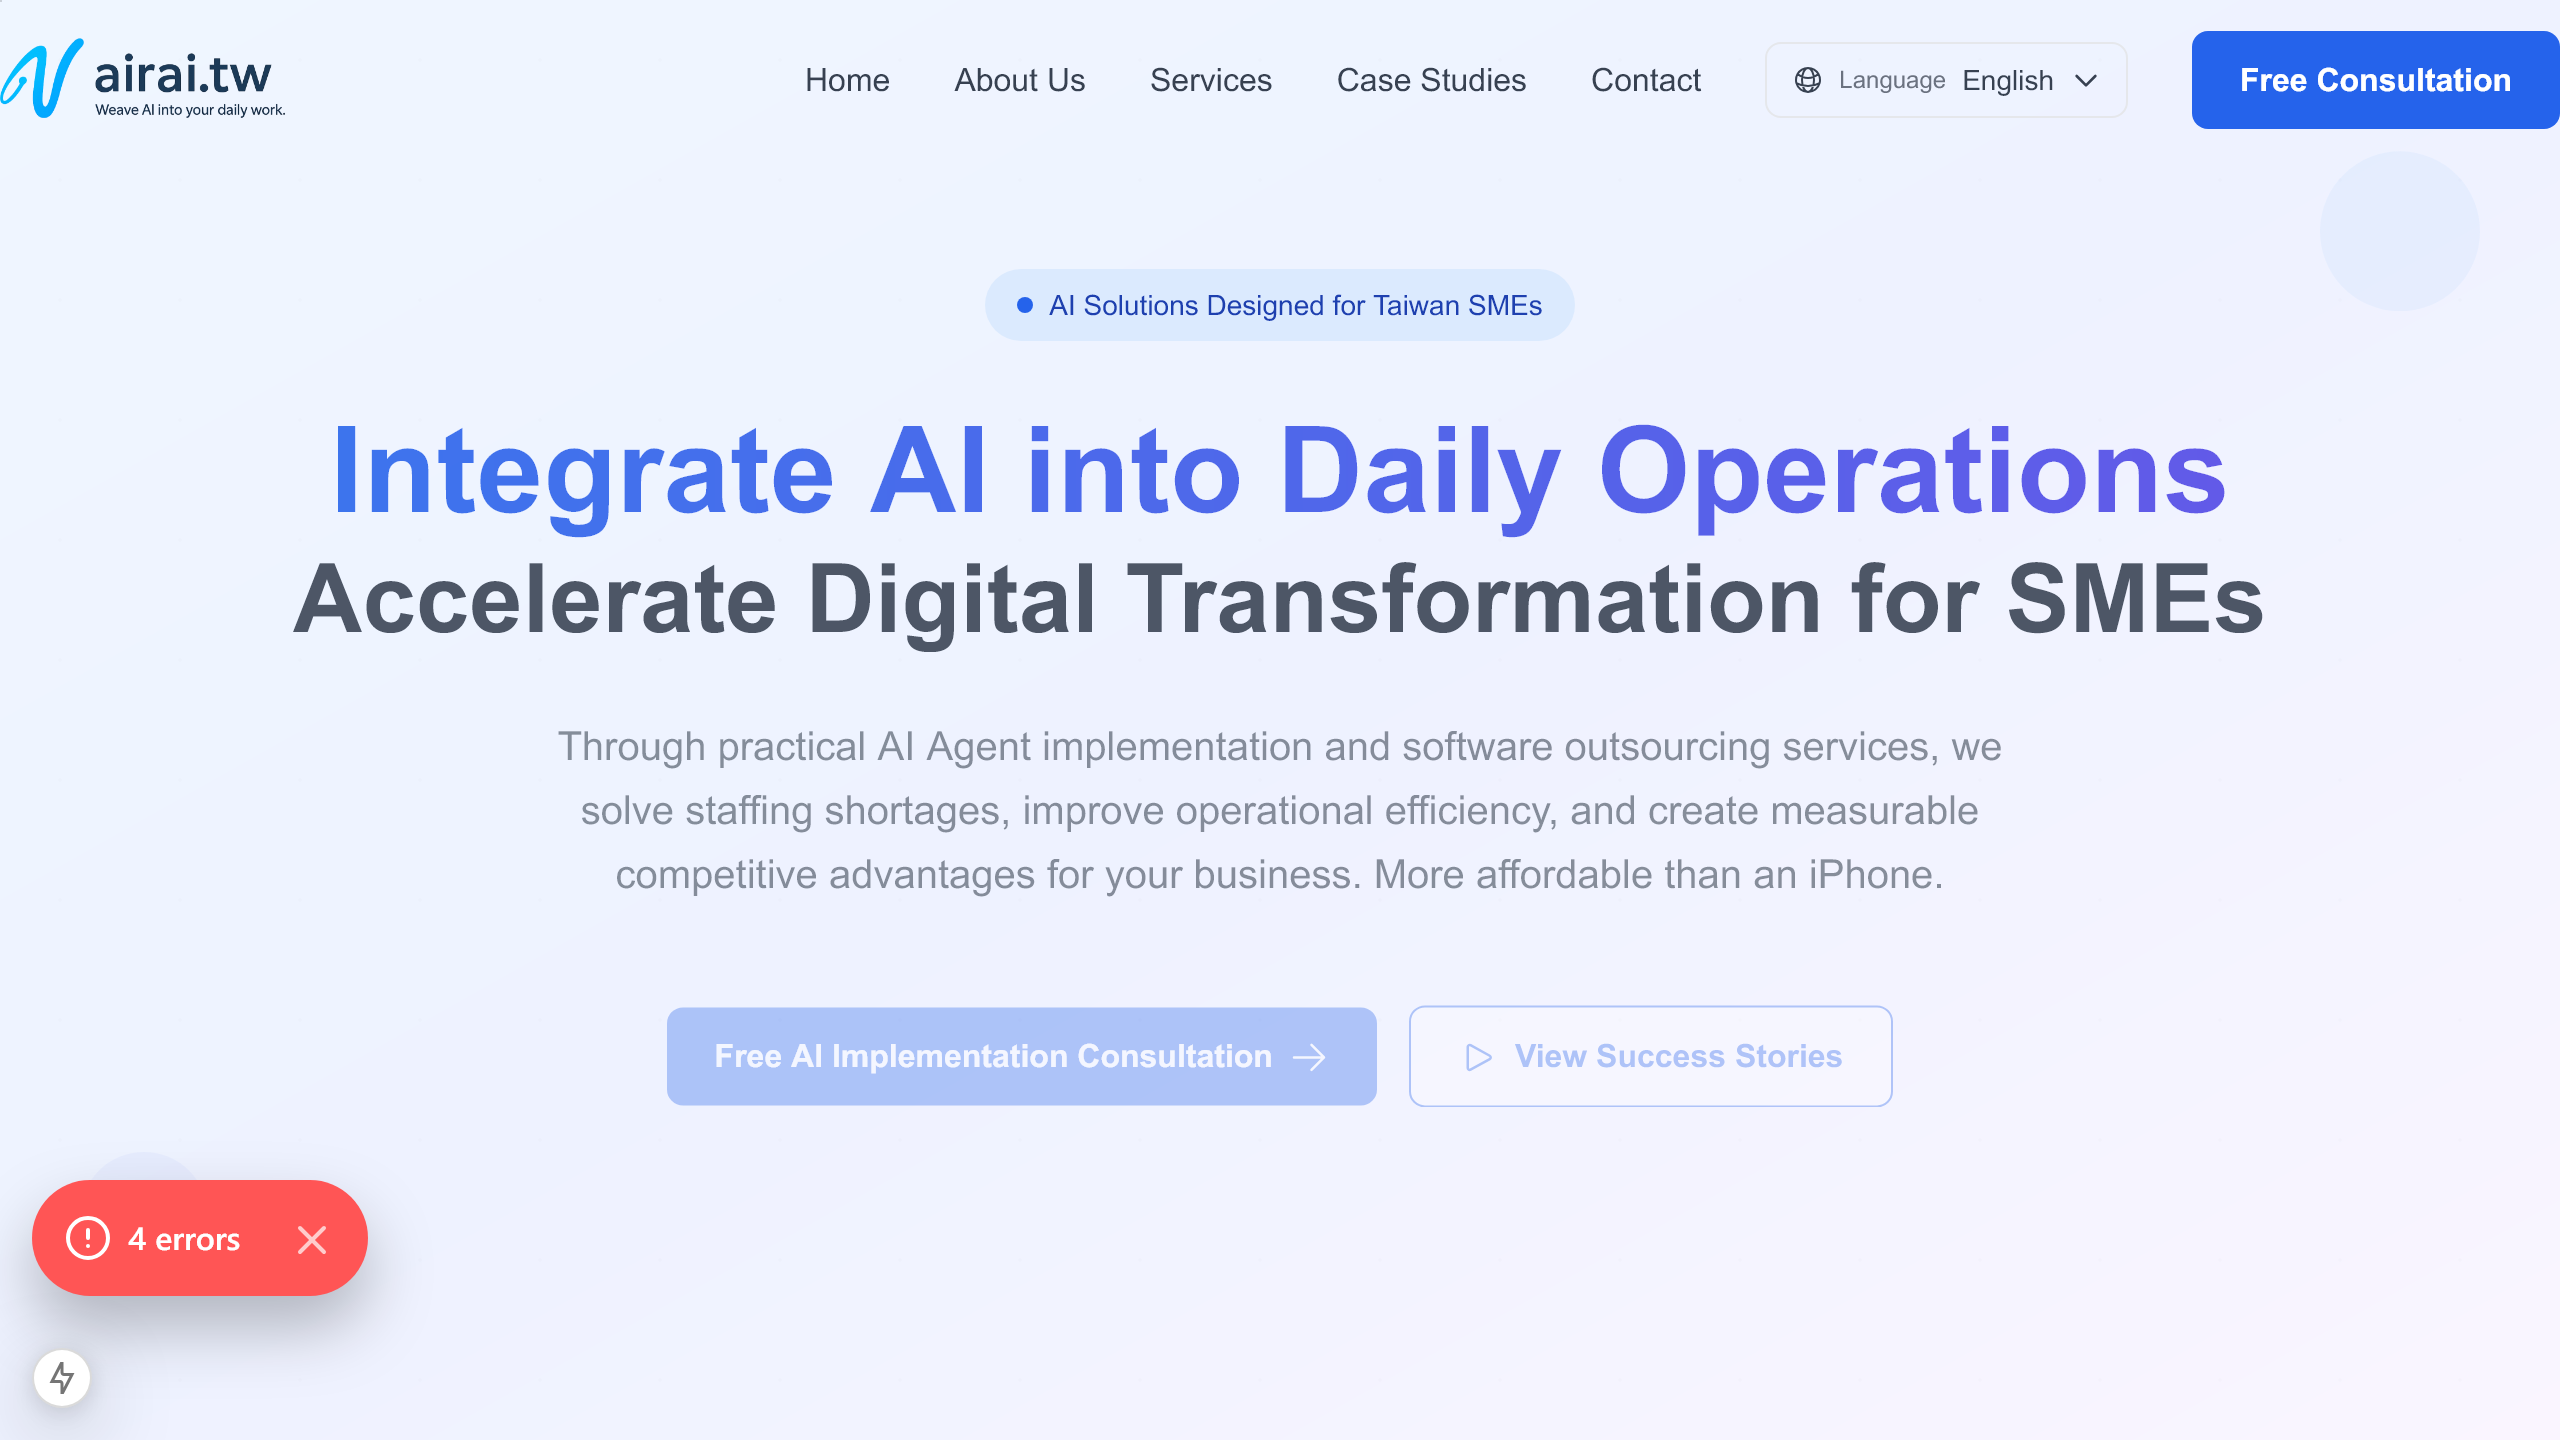 airai.tw
Weave AI into your daily work.
Home
About Us
Services
Case Studies
Contact
Language English
Free Consultation
AI Solutions Designed for Taiwan SMEs
Integrate AI into Daily Operations
Accelerate Digital Transformation for SMEs
Through practical AI Agent implementation and software outsourcing services, we
solve staffing shortages, improve operational efficiency, and create measurable
competitive advantages for your business. More affordable than an iPhone.
Free AI Implementation Consultation
View Success Stories
4 errors